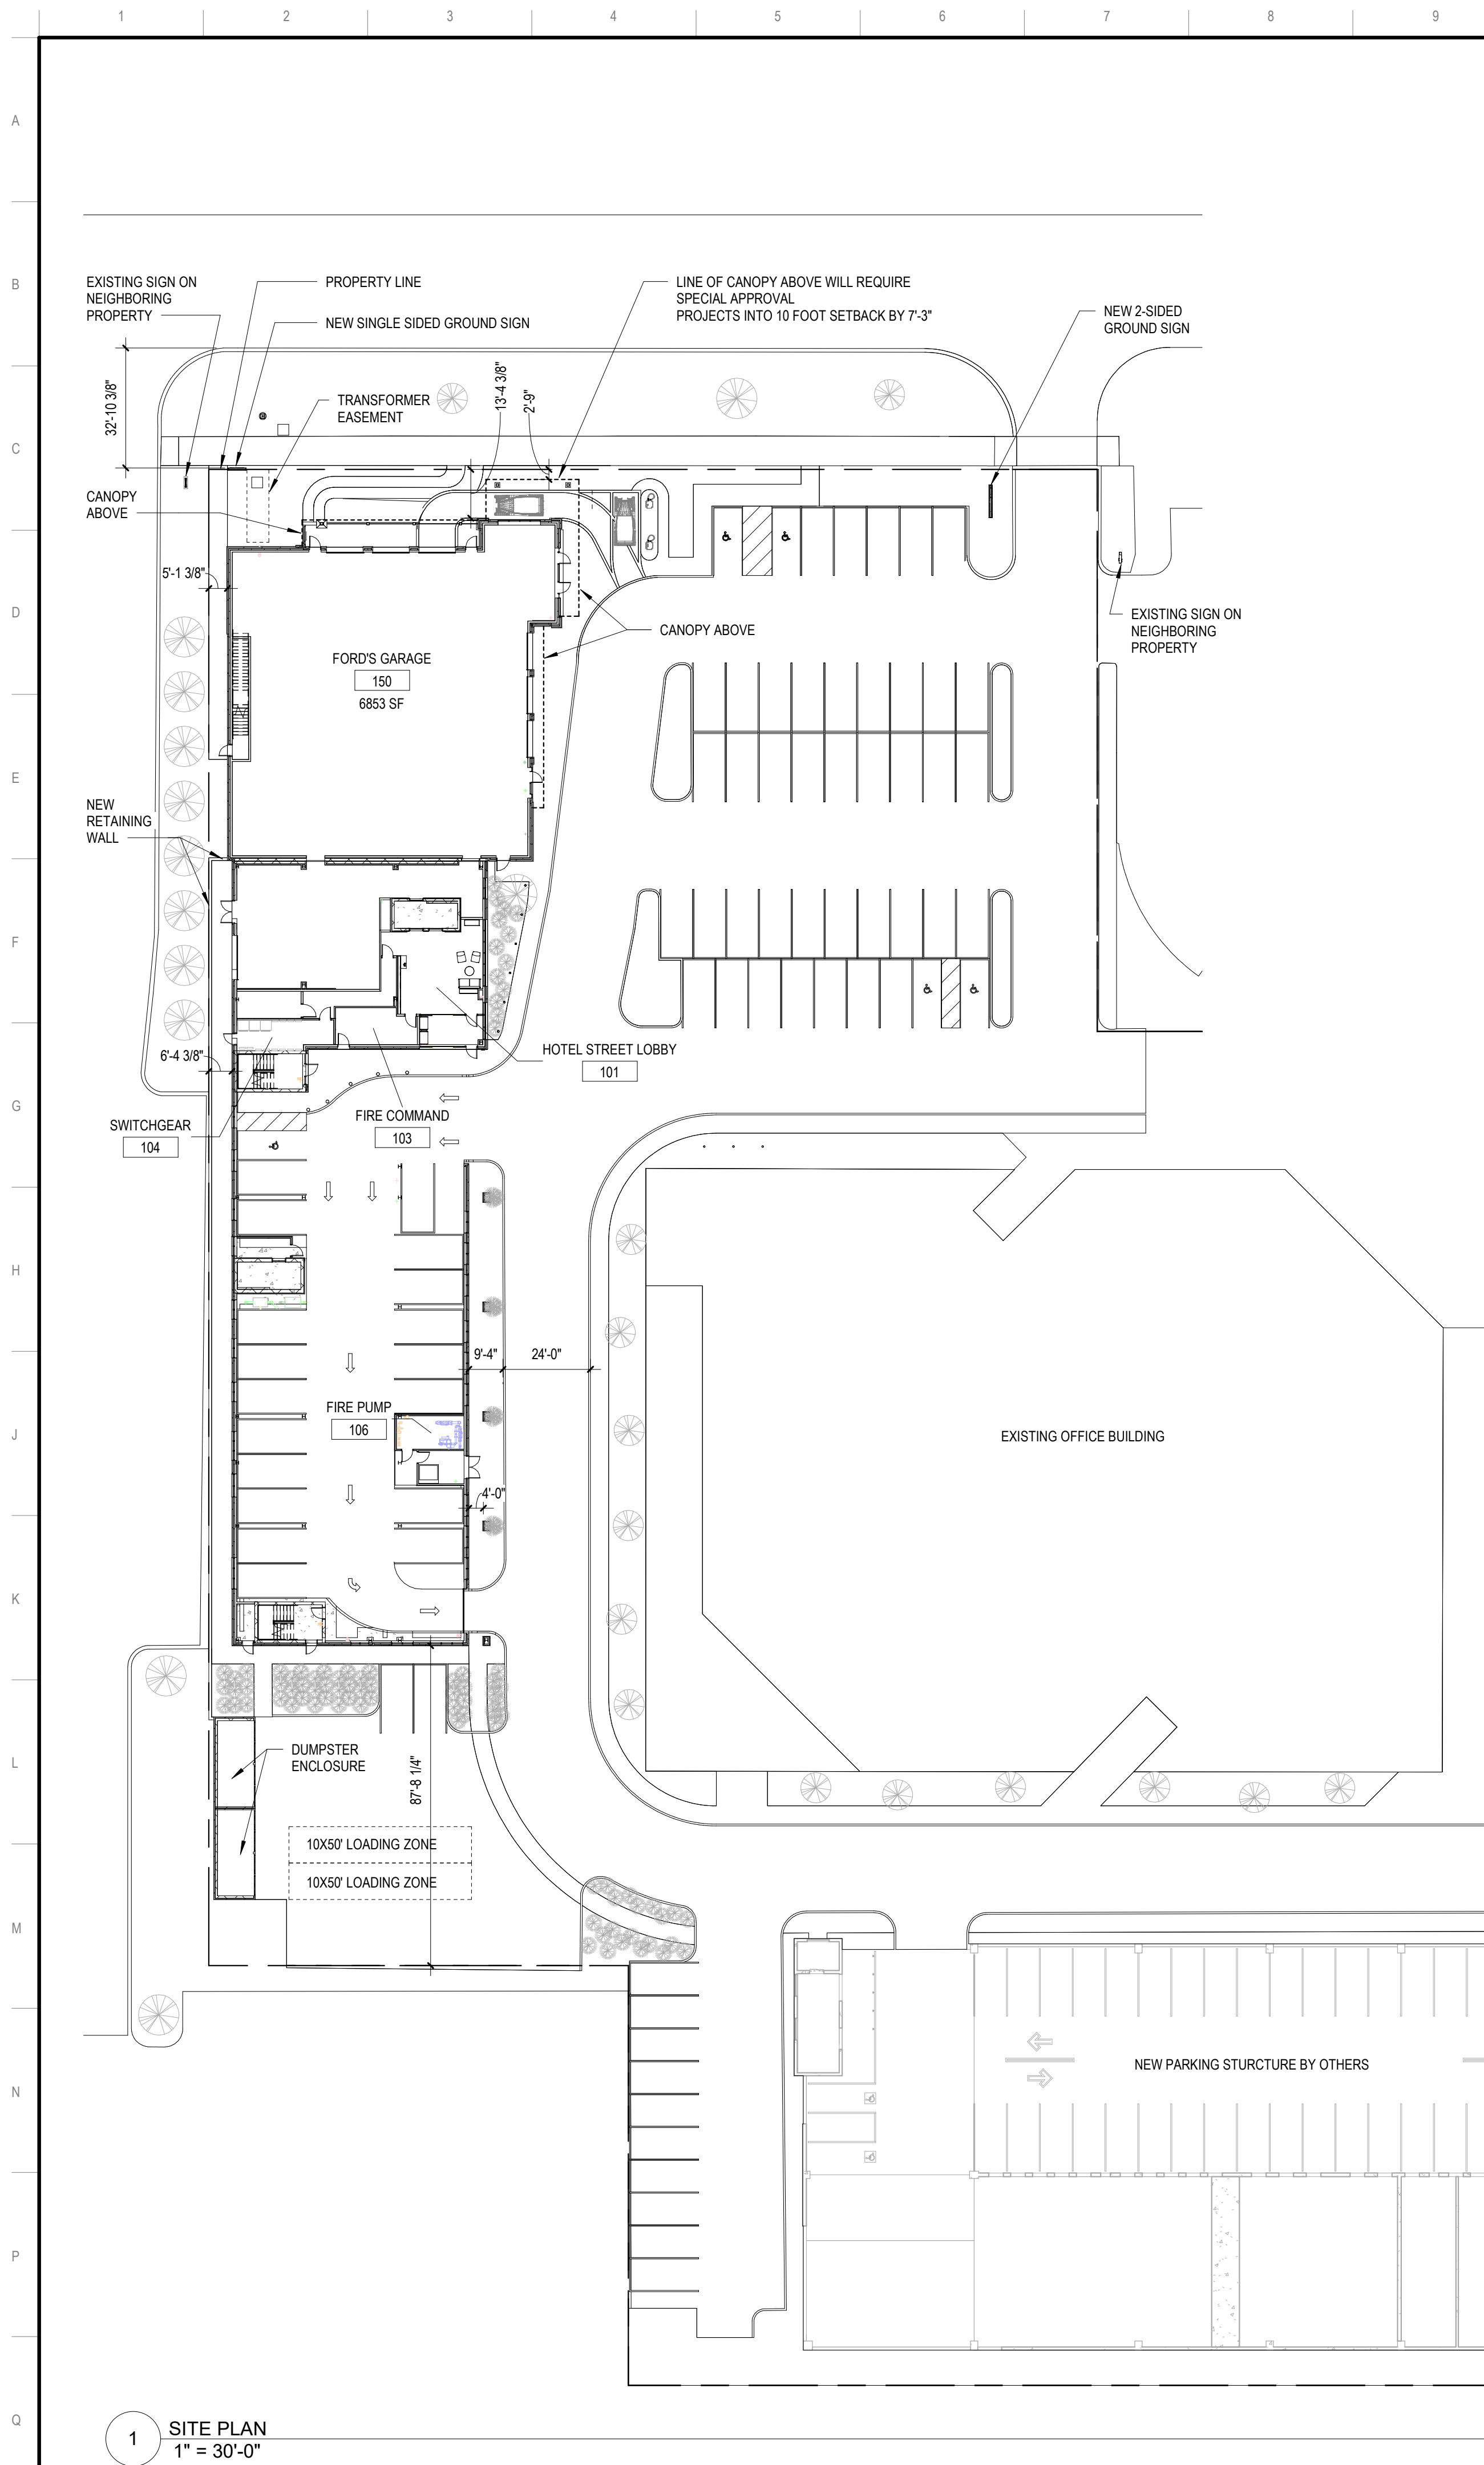 1 2 3 4 5 6 7 8 9
A
B
C
D
E
F
G
H
J
K
L
M
N
P
Q
EXISTING SIGN ON
NEIGHBORING
PROPERTY
PROPERTY LINE
NEW SINGLE SIDED GROUND SIGN
LINE OF CANOPY ABOVE WILL REQUIRE
SPECIAL APPROVAL
PROJECTS INTO 10 FOOT SETBACK BY 7'-3"
NEW 2-SIDED
GROUND SIGN
32'-10 3/8"
TRANSFORMER
EASEMENT
13'-4 3/8"
2'-9"
CANOPY
ABOVE
5'-1 3/8"
EXISTING SIGN ON
NEIGHBORING
PROPERTY
CANOPY ABOVE
FORD'S GARAGE
150
6853 SF
NEW
RETAINING
WALL
6'-4 3/8"
HOTEL STREET LOBBY
101
SWITCHGEAR
104
FIRE COMMAND
103
9'-4"
24'-0"
FIRE PUMP
106
EXISTING OFFICE BUILDING
4'-0"
DUMPSTER
ENCLOSURE
87'-8 1/4"
10X50' LOADING ZONE
10X50' LOADING ZONE
NEW PARKING STURCTURE BY OTHERS
1
SITE PLAN
1" = 30'-0"